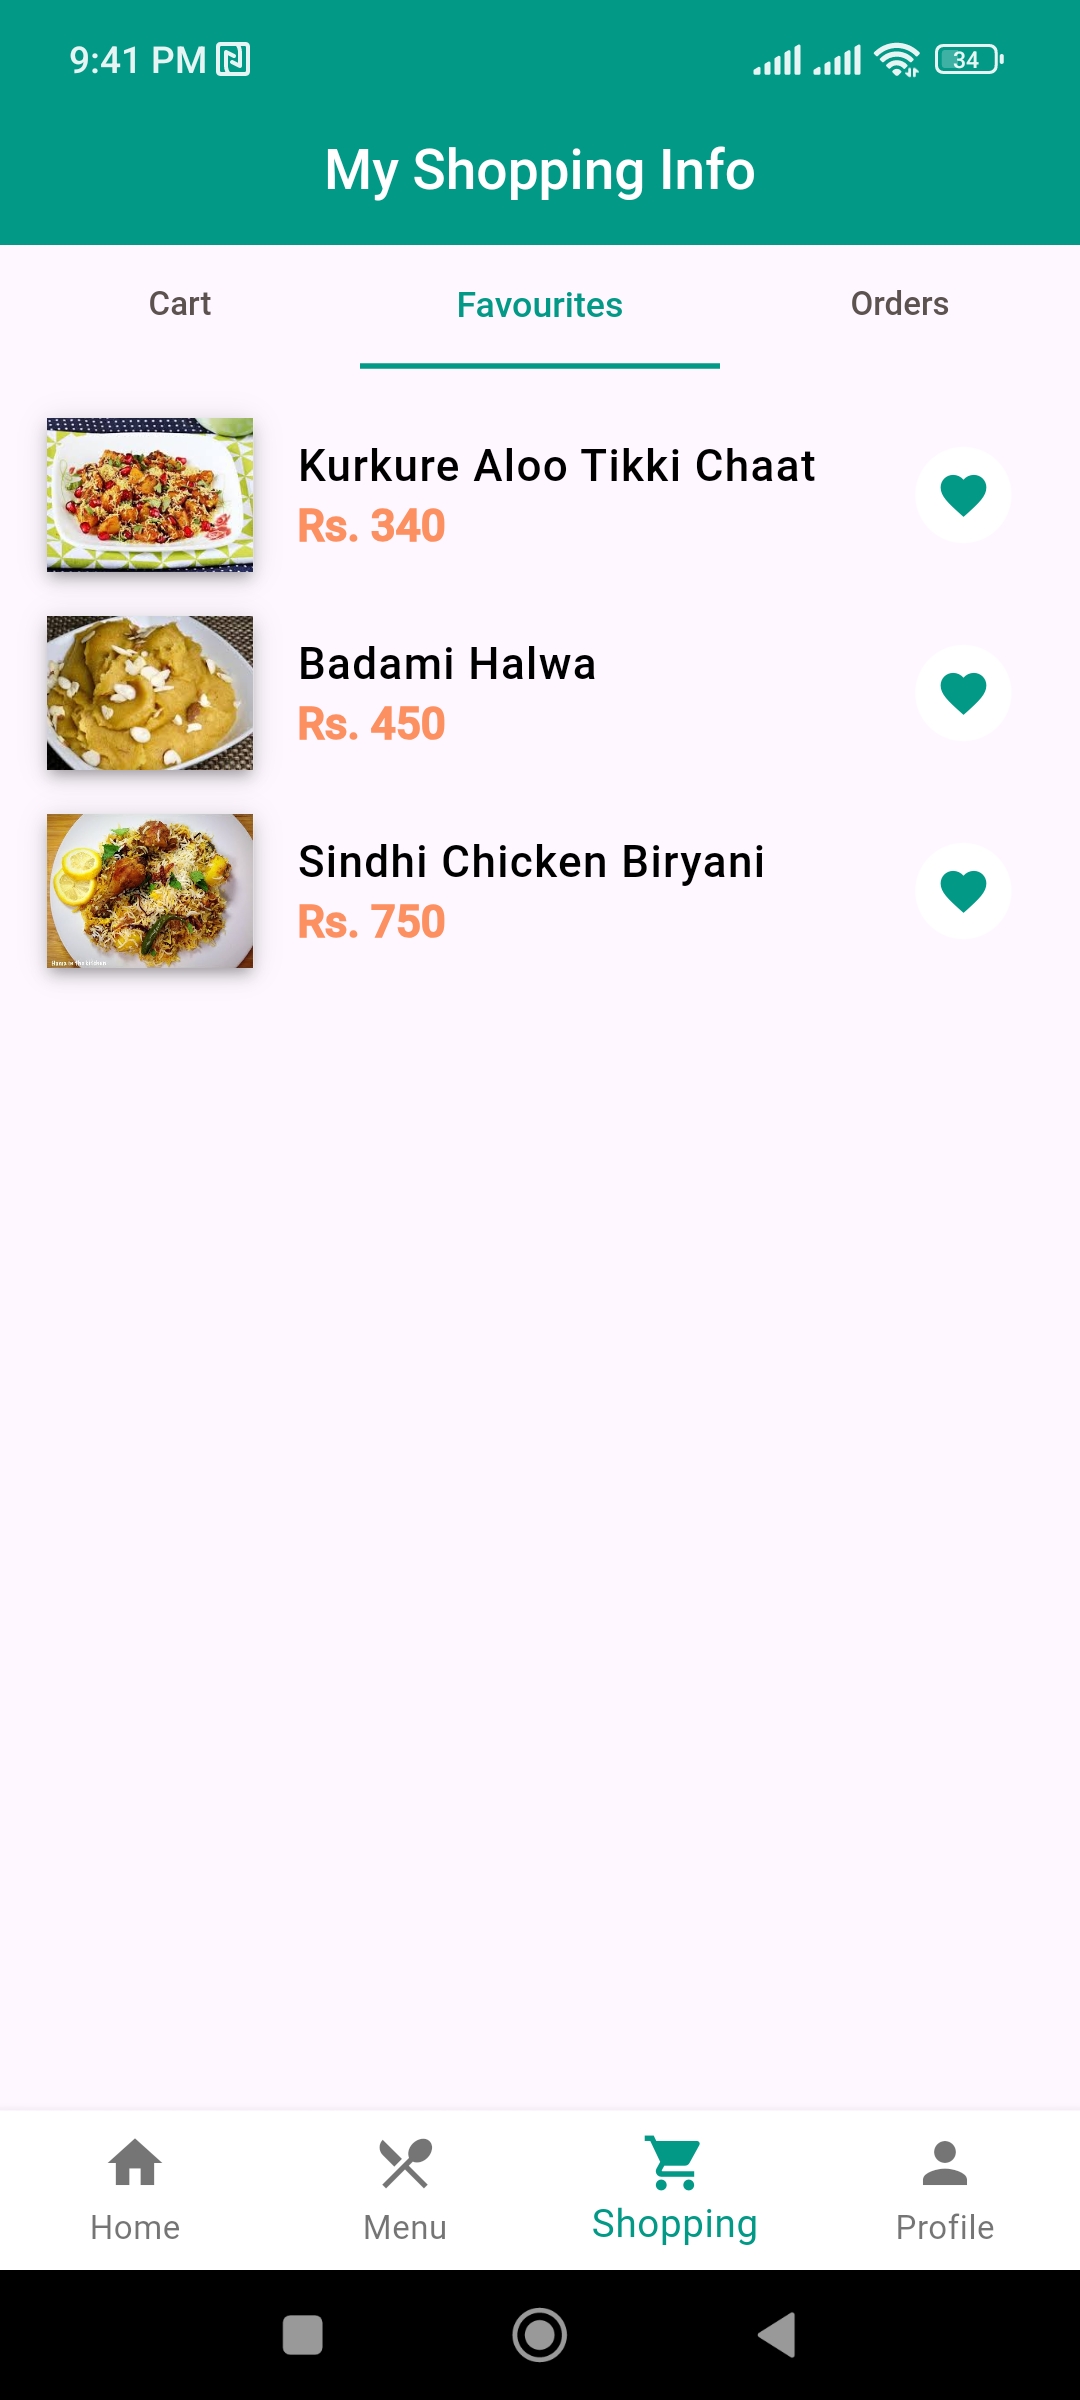 9:41 PM
34
My Shopping Info
Cart
Favourites
Orders
Kurkure Aloo Tikki Chaat
Rs. 340
Badami Halwa
Rs. 450
Sindhi Chicken Biryani
Rs. 750
Home
Menu
Shopping
Profile